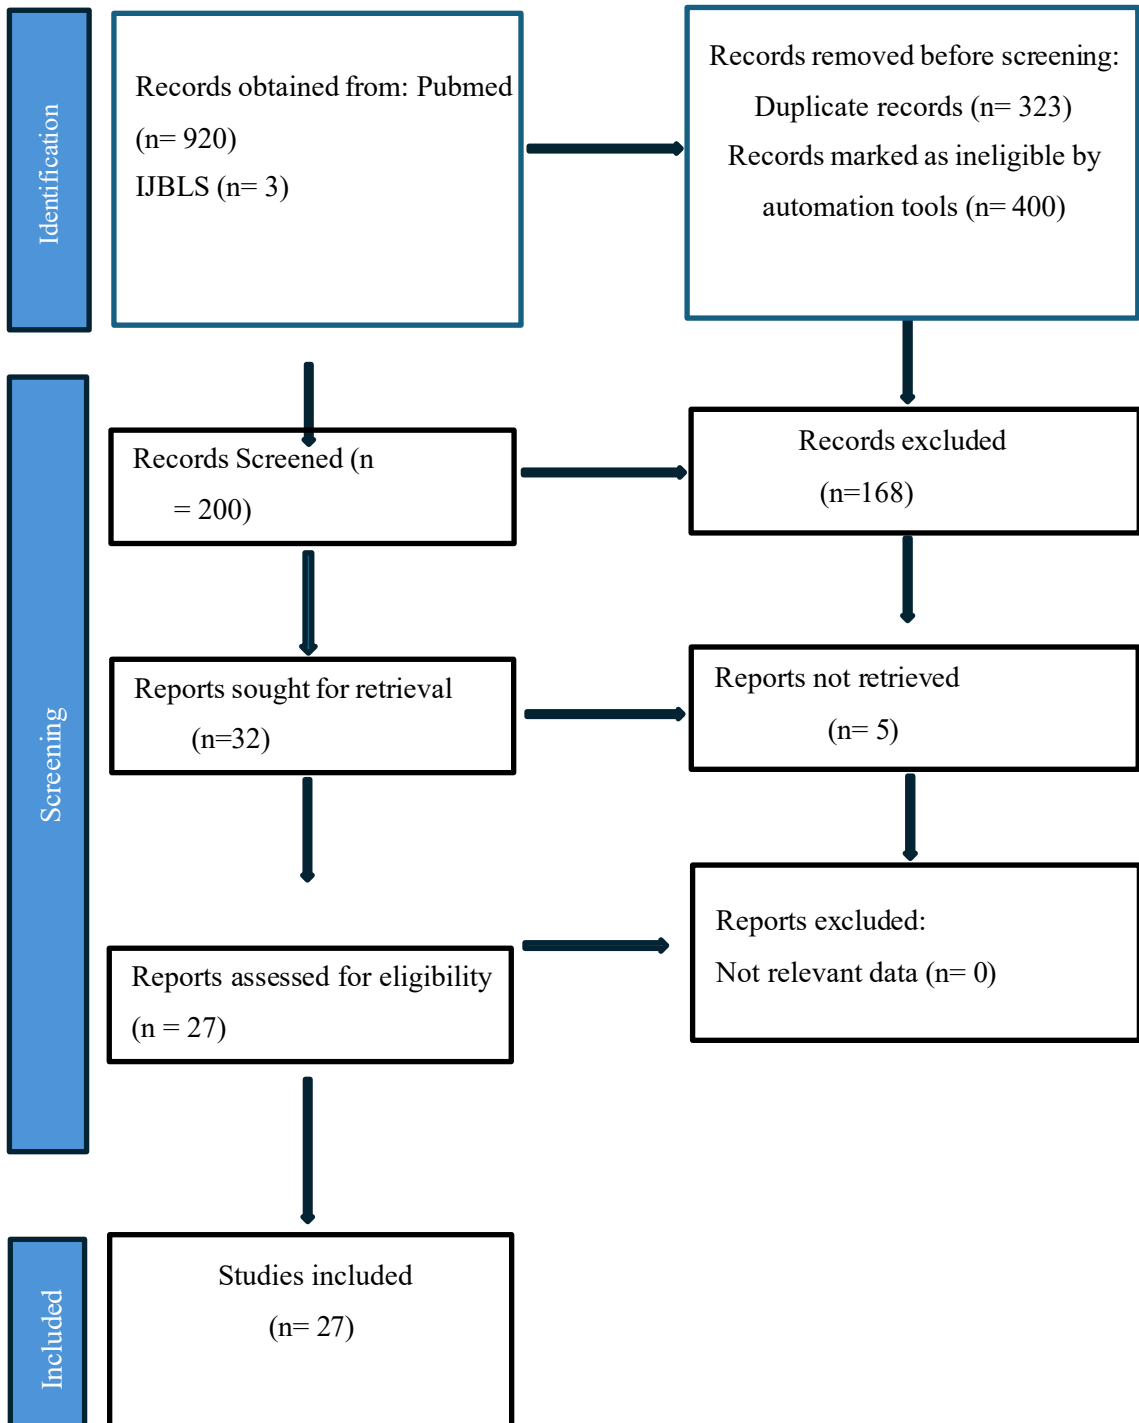 Identification
Records obtained from: Pubmed
(n= 920)
IJBLS (n= 3)
Records removed before screening:
Duplicate records (n= 323)
Records marked as ineligible by
automation tools (n= 400)
Screening
Records Screened (n
= 200)
Records excluded
(n=168)
Reports sought for retrieval
(n=32)
Reports not retrieved
(n= 5)
Reports assessed for eligibility
(n = 27)
Reports excluded:
Not relevant data (n= 0)
Included
Studies included
(n= 27)